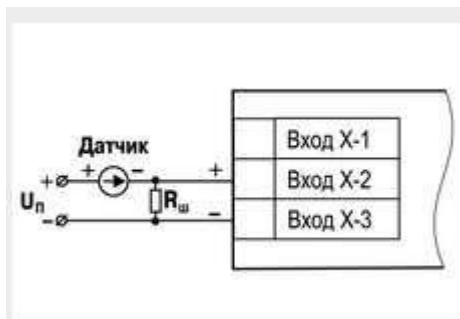 Датчик
+ + - +
Uп
Rш
- -
Вход X-1
Вход X-2
Вход X-3